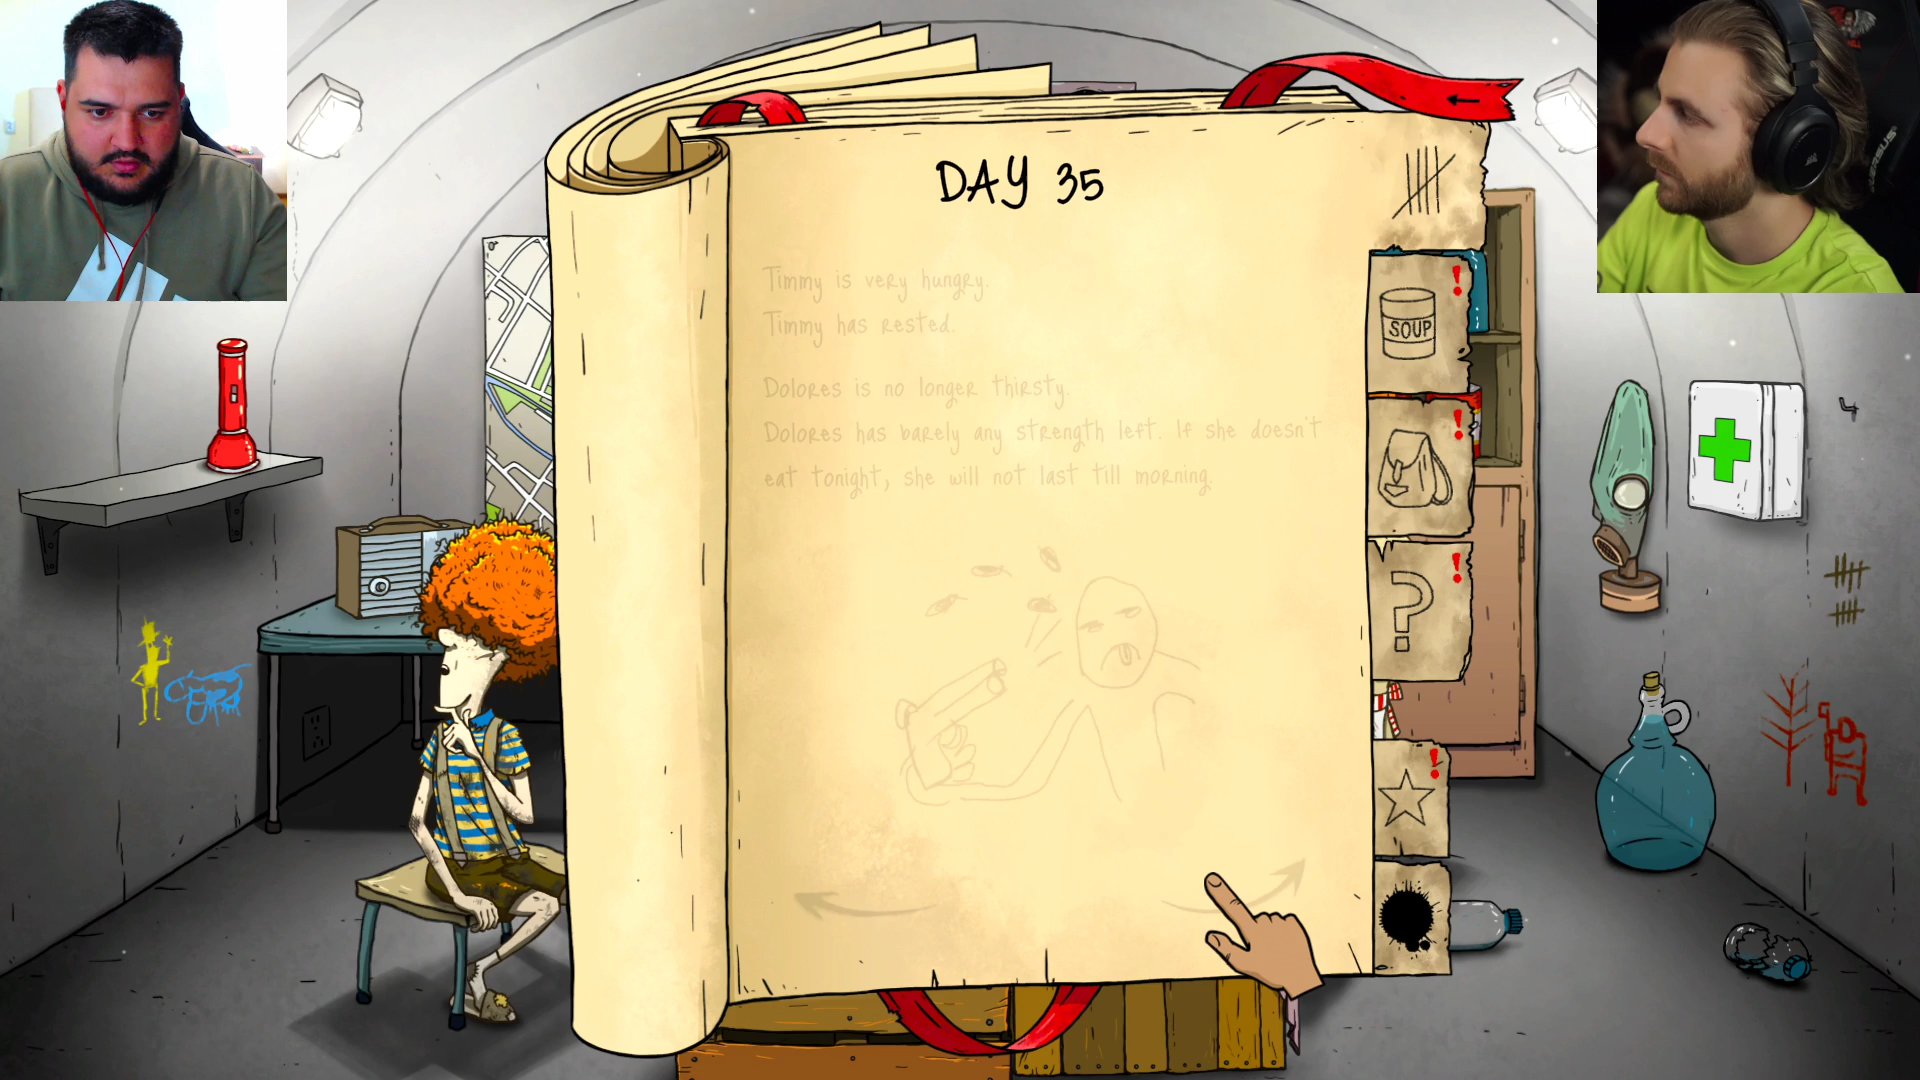 DAY 35
Timmy is very hungry.
Timmy has rested.
Dolores is no longer thirsty.
Dolores has barely any strength left. If she doesn't
eat tonight, she will not last till morning.
SOUP